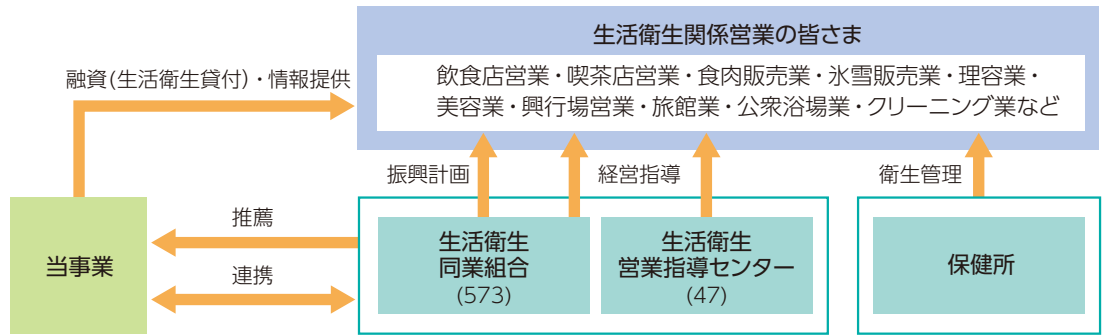 生活衛生関係営業の皆さま
融資(生活衛生貸付)・情報提供
飲食店営業・喫茶店営業・食肉販売業・氷雪販売業・理容業・
美容業・興行場営業・旅館業・公衆浴場業・クリーニング業など
振興計画
経営指導
衛生管理
当事業
推薦
連携
生活衛生
同業組合
(573)
生活衛生
営業指導センター
(47)
保健所